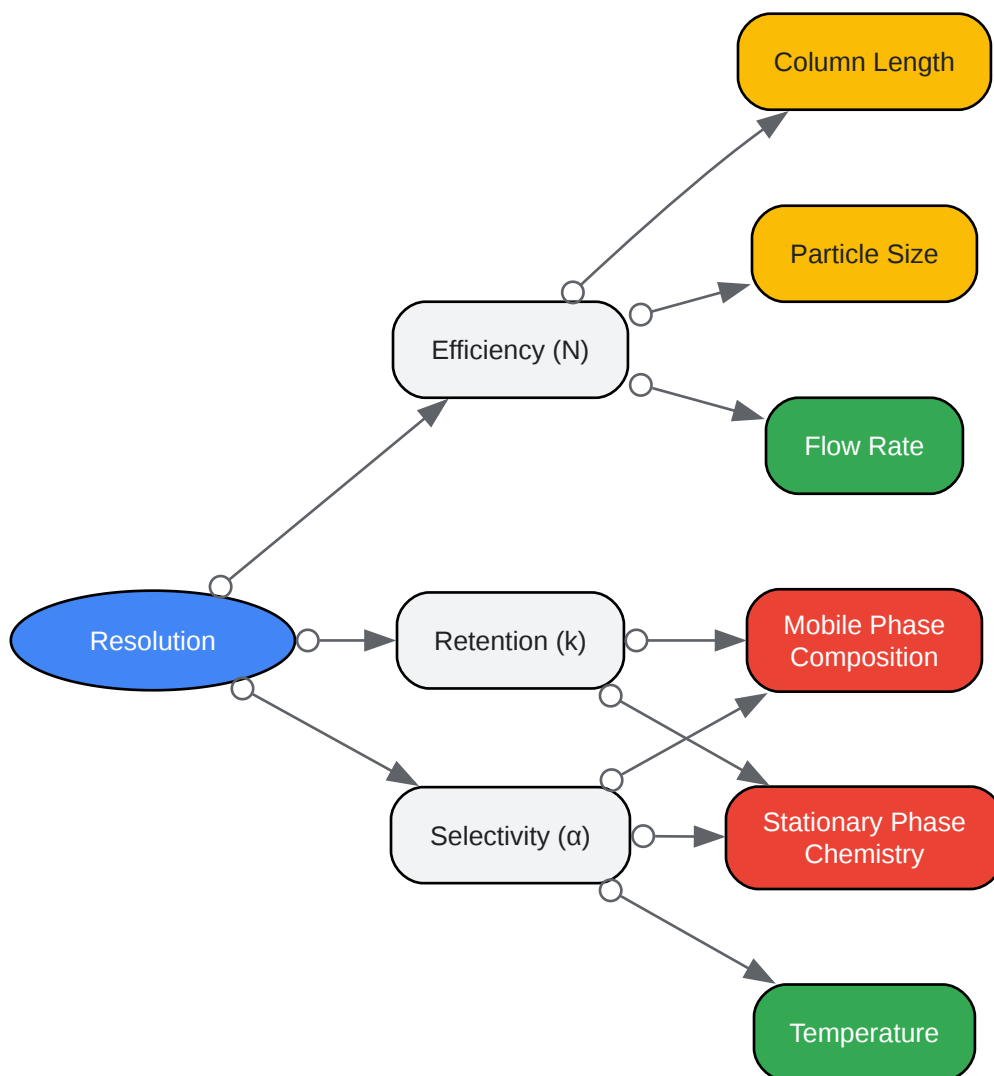 Column Length
Particle Size
Efficiency (N)
Flow Rate
Resolution
Retention (k)
Mobile Phase
Composition
Selectivity (α)
Stationary Phase
Chemistry
Temperature